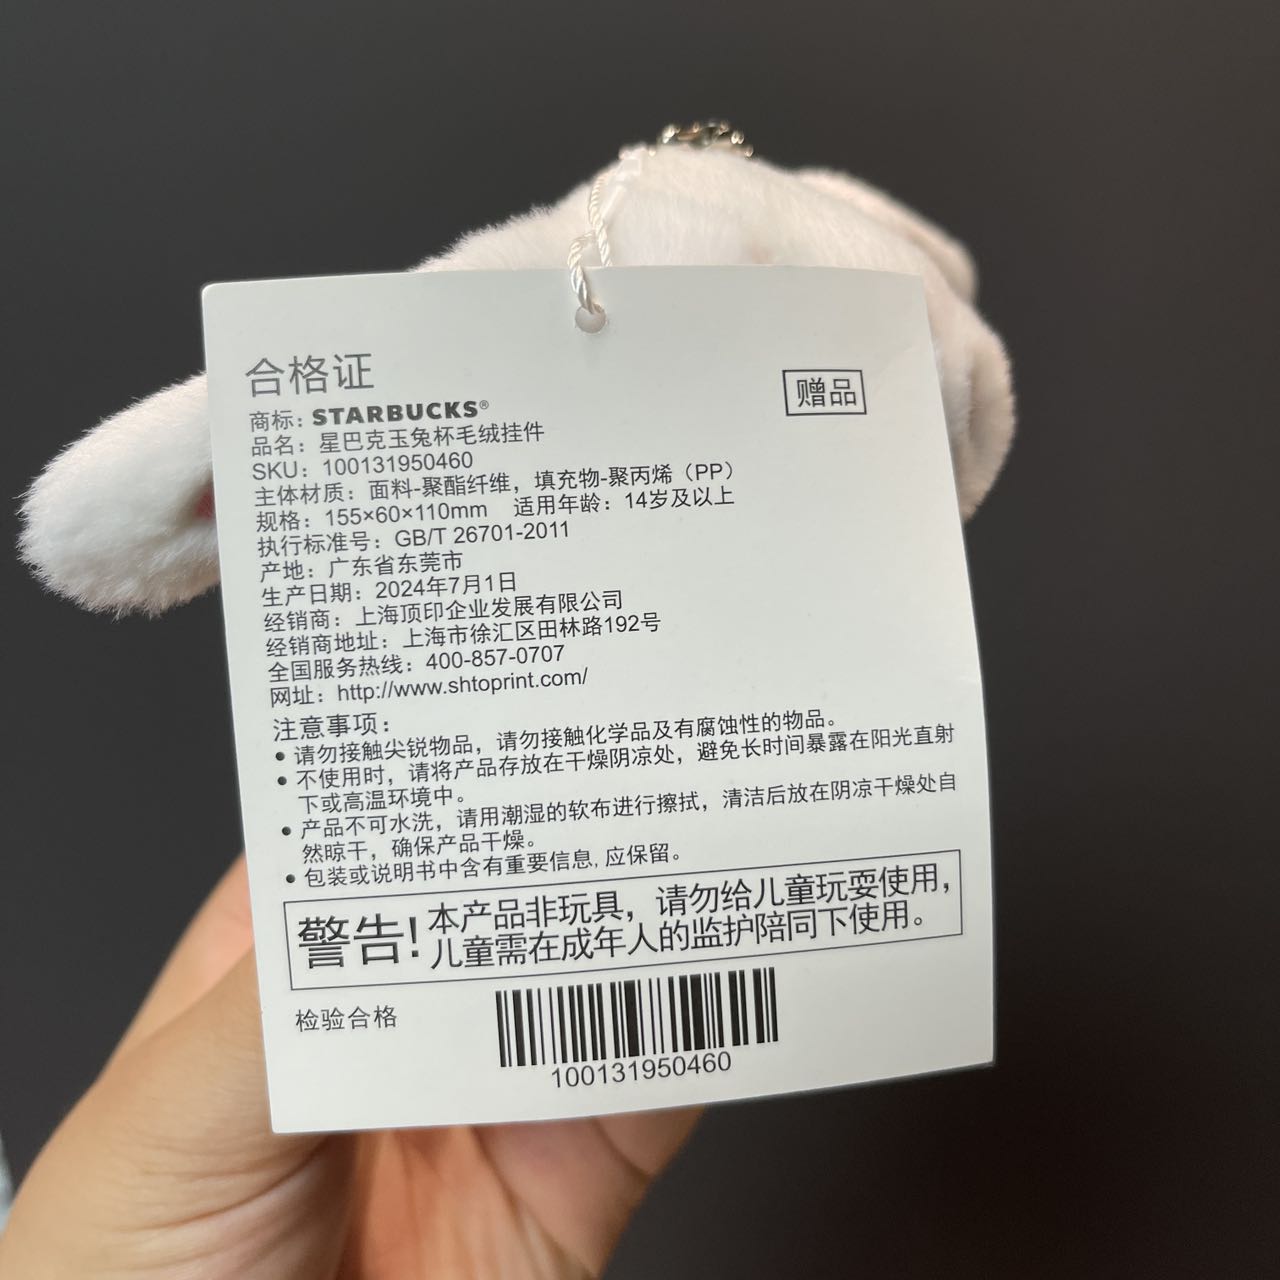 合格证
赠品
商标：STARBUCKS®
品名：星巴克玉兔杯毛绒挂件
SKU：100131950460
主体材质：面料-聚酯纤维，填充物-聚丙烯（PP）
规格：155×60×110mm 适用年龄：14岁及以上
执行标准号：GB/T 26701-2011
产地：广东省东莞市
生产日期：2024年7月1日
经销商：上海顶印企业发展有限公司
经销商地址：上海市徐汇区田林路192号
全国服务热线：400-857-0707
网址：http://www.shtoprint.com/
注意事项：
• 请勿接触尖锐物品，请勿接触化学品及有腐蚀性的物品。
• 不使用时，请将产品存放在干燥阴凉处，避免长时间暴露在阳光直射
下或高温环境中。
• 产品不可水洗，请用潮湿的软布进行擦拭，清洁后放在阴凉干燥处自
然晾干，确保产品干燥。
• 包装或说明书中含有重要信息,应保留。
警告！本产品非玩具，请勿给儿童玩耍使用，
儿童需在成年人的监护陪同下使用。
检验合格
100131950460